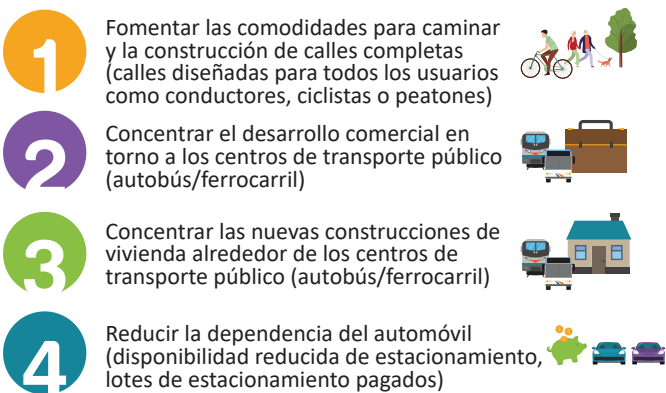 1
Fomentar las comodidades para caminar
y la construcción de calles completas
(calles diseñadas para todos los usuarios
como conductores, ciclistas o peatones)
2
Concentrar el desarrollo comercial en
torno a los centros de transporte público
(autobús/ferrocarril)
3
Concentrar las nuevas construcciones de
vivienda alrededor de los centros de
transporte público (autobús/ferrocarril)
4
Reducir la dependencia del automóvil
(disponibilidad reducida de estacionamiento,
lotes de estacionamiento pagados)